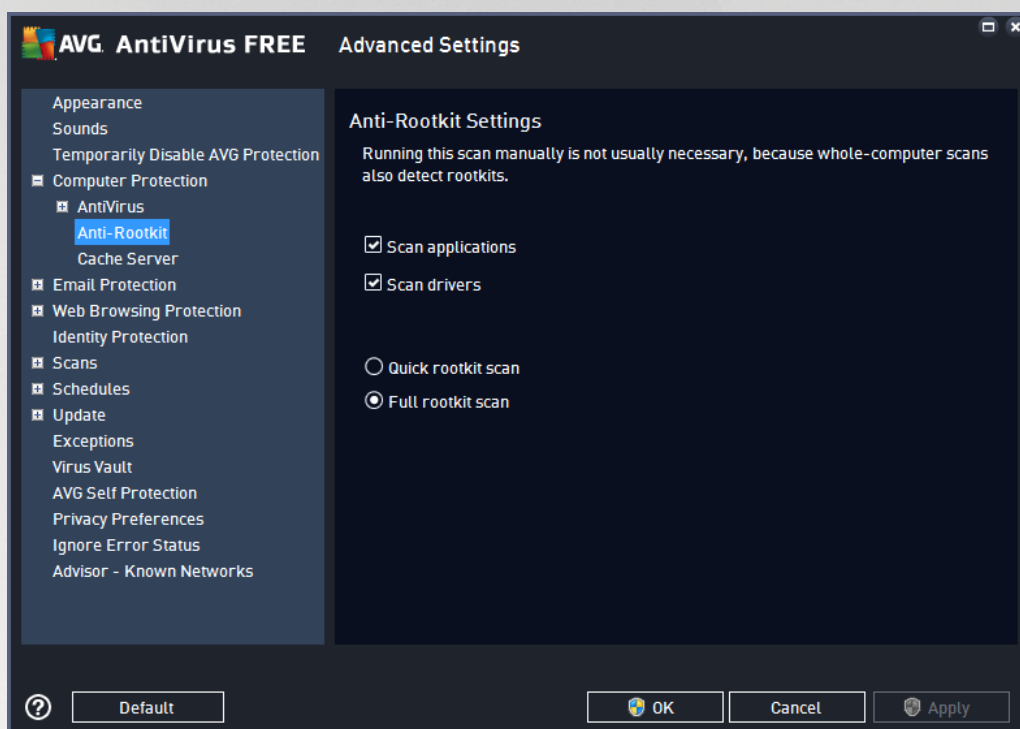 AVG. AntiVirus FREE Advanced Settings
Appearance
Sounds
Temporarily Disable AVG Protection
Computer Protection
AntiVirus
Anti-Rootkit
Cache Server
Email Protection
Web Browsing Protection
Identity Protection
Scans
Schedules
Update
Exceptions
Virus Vault
AVG Self Protection
Privacy Preferences
Ignore Error Status
Advisor - Known Networks
Anti-Rootkit Settings
Running this scan manually is not usually necessary, because whole-computer scans
also detect rootkits.
Scan applications
Scan drivers
Quick rootkit scan
Full rootkit scan
? Default OK Cancel Apply